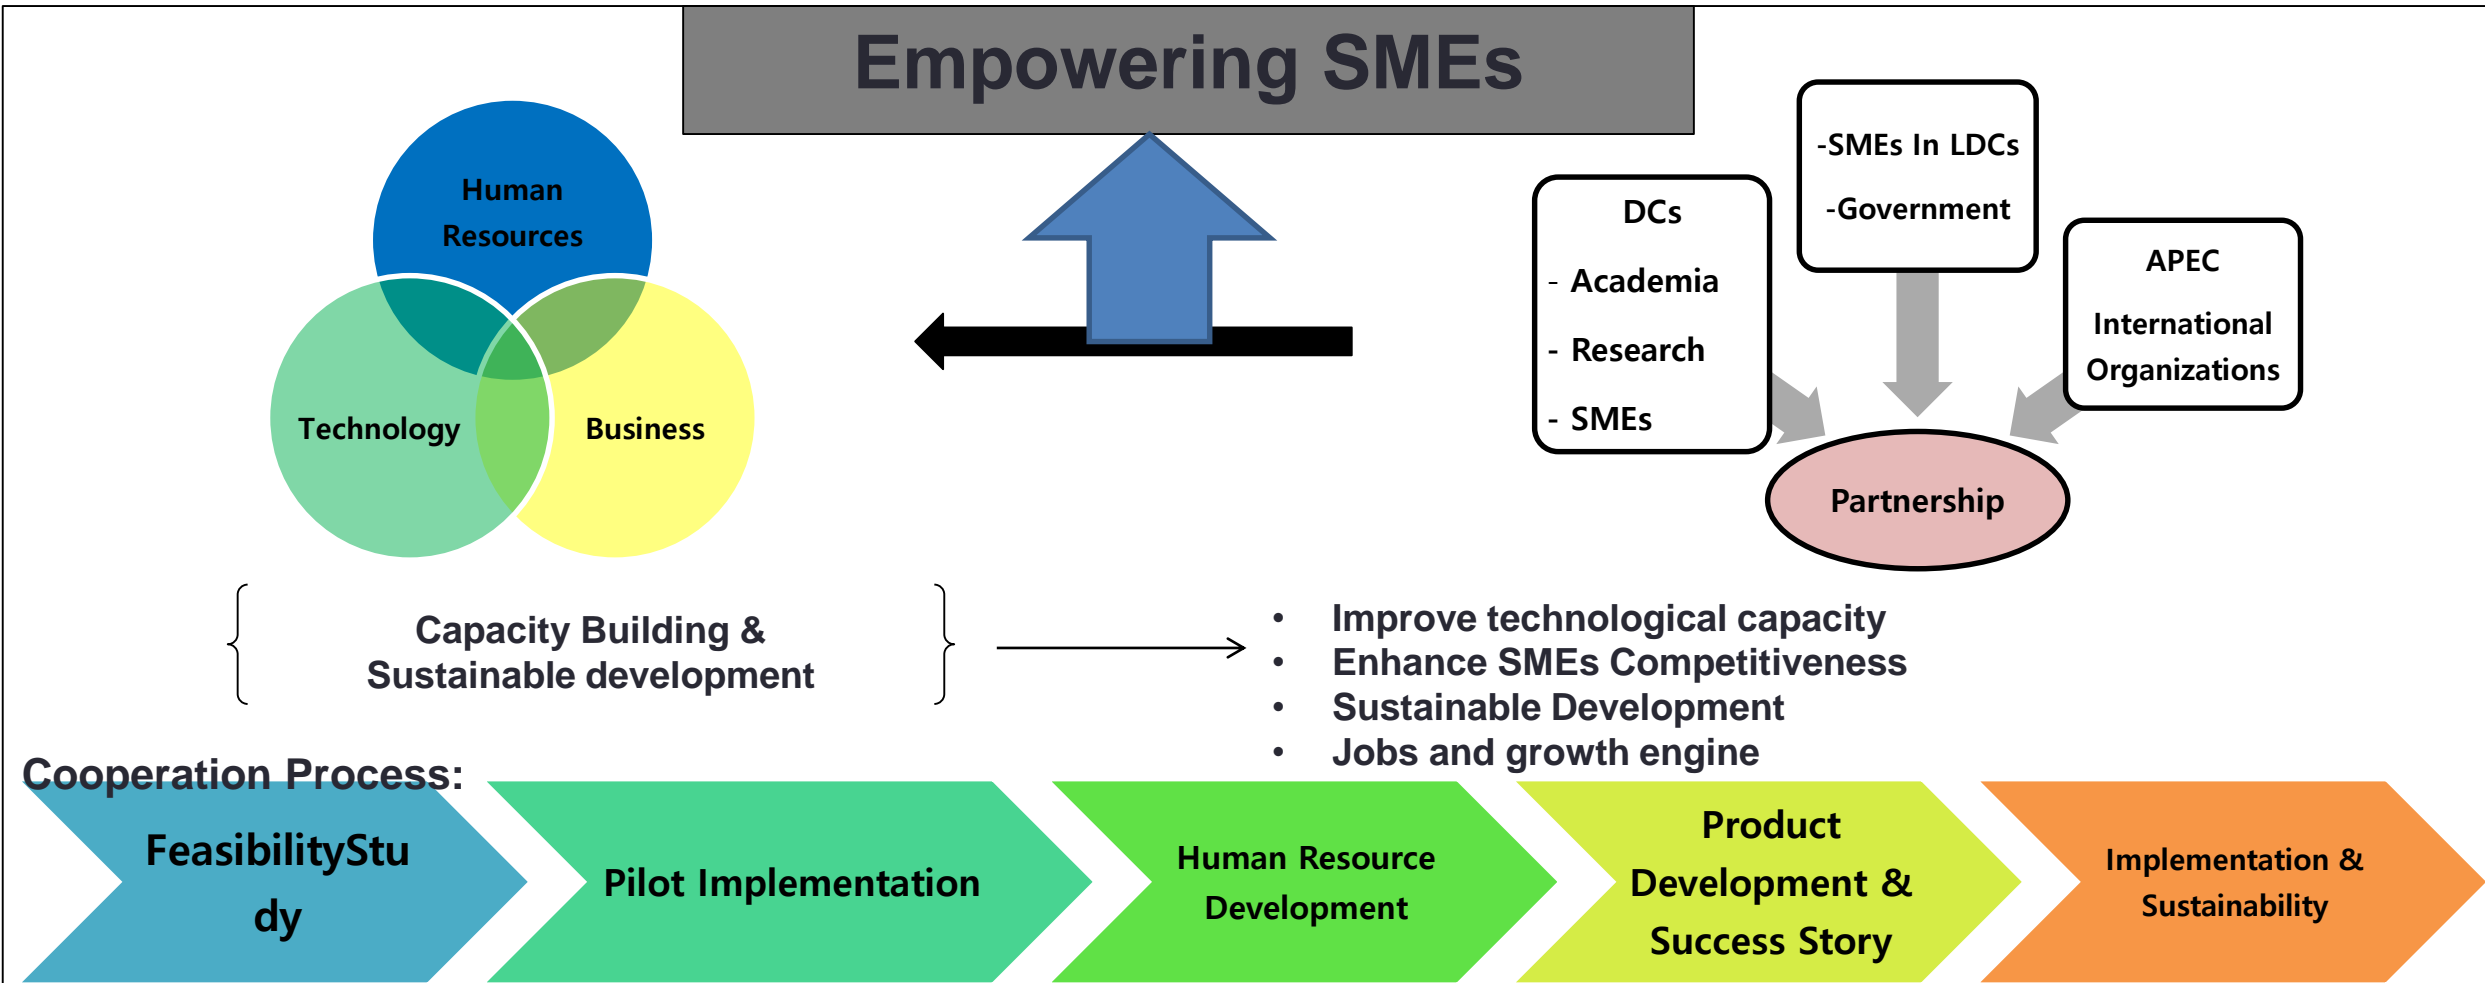 Empowering SMEs
Human
Resources
Technology
Business
-SMEs In LDCs
-Government
DCs
- Academia
- Research
- SMEs
APEC
International
Organizations
Partnership
Capacity Building &
Sustainable development
• Improve technological capacity
• Enhance SMEs Competitiveness
• Sustainable Development
• Jobs and growth engine
Cooperation Process:
FeasibilityStu
dy
Pilot Implementation
Human Resource
Development
Product
Development &
Success Story
Implementation &
Sustainability